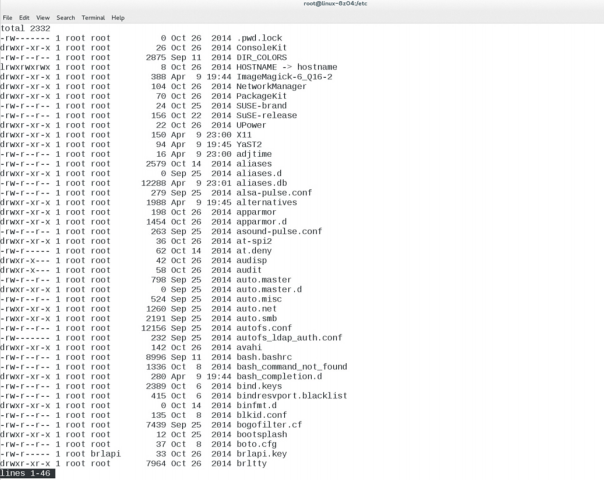 root@linux-8z04:/etc
File Edit View Search Terminal Help
total 2332
-rw------- 1 root root 0 Oct 26 2014 .pwd.lock
drwxr-xr-x 1 root root 26 Oct 26 2014 ConsoleKit
-rw-r--r-- 1 root root 2875 Sep 11 2014 DIR_COLORS
lrwxrwxrwx 1 root root 8 Oct 26 2014 HOSTNAME -> hostname
drwxr-xr-x 1 root root 388 Apr 9 19:44 ImageMagick-6_Q16-2
drwxr-xr-x 1 root root 104 Oct 26 2014 NetworkManager
drwxr-xr-x 1 root root 70 Oct 26 2014 PackageKit
-rw-r--r-- 1 root root 24 Oct 25 2014 SUSE-brand
-rw-r--r-- 1 root root 156 Oct 22 2014 SuSE-release
drwxr-xr-x 1 root root 22 Oct 26 2014 UPower
drwxr-xr-x 1 root root 150 Apr 9 23:00 X11
drwxr-xr-x 1 root root 94 Apr 9 19:45 YaST2
-rw-r--r-- 1 root root 16 Apr 9 23:00 adjtime
-rw-r--r-- 1 root root 2579 Oct 14 2014 aliases
drwxr-xr-x 1 root root 0 Sep 25 2014 aliases.d
-rw-r--r-- 1 root root 12288 Apr 9 23:01 aliases.db
-rw-r--r-- 1 root root 279 Sep 25 2014 alsa-pulse.conf
drwxr-xr-x 1 root root 1988 Apr 9 19:45 alternatives
drwxr-xr-x 1 root root 198 Oct 26 2014 apparmor
drwxr-xr-x 1 root root 1454 Oct 26 2014 apparmor.d
-rw-r--r-- 1 root root 263 Sep 25 2014 asound-pulse.conf
drwxr-xr-x 1 root root 36 Oct 26 2014 at-spi2
-rw-r----- 1 root root 62 Oct 14 2014 at.deny
drwxr-x--- 1 root root 42 Oct 26 2014 audisp
drwxr-x--- 1 root root 58 Oct 26 2014 audit
-rw-r--r-- 1 root root 798 Sep 25 2014 auto.master
drwxr-xr-x 1 root root 0 Sep 25 2014 auto.master.d
-rw-r--r-- 1 root root 524 Sep 25 2014 auto.misc
-rwxr-xr-x 1 root root 1260 Sep 25 2014 auto.net
-rwxr-xr-x 1 root root 2191 Sep 25 2014 auto.smb
-rw-r--r-- 1 root root 12156 Sep 25 2014 autofs.conf
-rw------- 1 root root 232 Sep 25 2014 autofs_ldap_auth.conf
drwxr-xr-x 1 root root 142 Oct 26 2014 avahi
-rw-r--r-- 1 root root 8996 Sep 11 2014 bash.bashrc
-rw-r--r-- 1 root root 1336 Oct 8 2014 bash_command_not_found
drwxr-xr-x 1 root root 280 Apr 9 19:44 bash_completion.d
-rw-r--r-- 1 root root 2389 Oct 6 2014 bind.keys
-rw-r--r-- 1 root root 415 Oct 6 2014 bindresvport.blacklist
drwxr-xr-x 1 root root 0 Oct 14 2014 binfmt.d
-rw-r--r-- 1 root root 135 Oct 8 2014 blkid.conf
-rw-r--r-- 1 root root 7439 Sep 25 2014 bogofilter.cf
drwxr-xr-x 1 root root 12 Oct 25 2014 bootsplash
-rw-r--r-- 1 root root 37 Oct 8 2014 boto.cfg
-rw-r----- 1 root brlapi 33 Oct 26 2014 brlapi.key
drwxr-xr-x 1 root root 7964 Oct 26 2014 brltty
lines 1-46